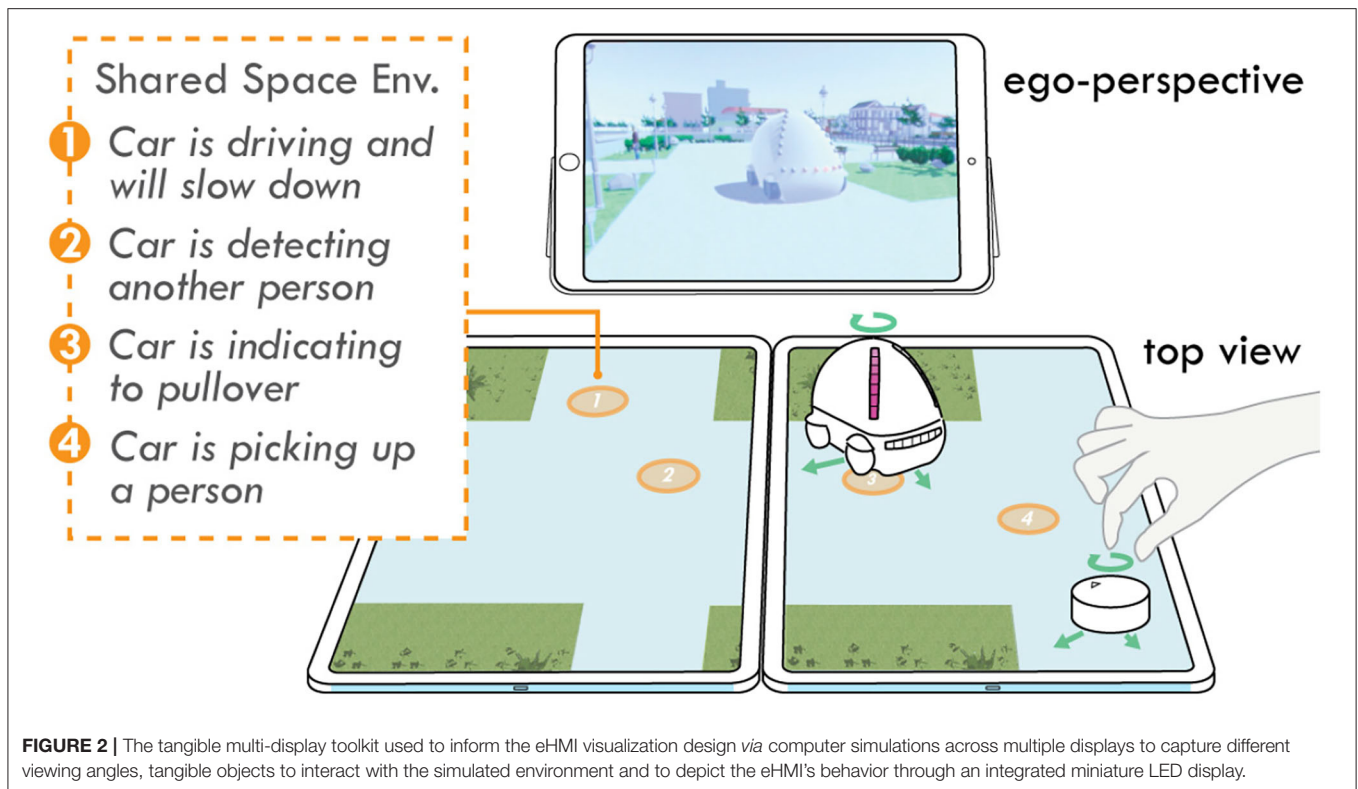 Shared Space Env.
1 Car is driving and
will slow down
2 Car is detecting
another person
3 Car is indicating
to pullover
4 Car is picking up
a person
ego-perspective
top view
1
2
3
4
FIGURE 2 | The tangible multi-display toolkit used to inform the eHMI visualization design via computer simulations across multiple displays to capture different
viewing angles, tangible objects to interact with the simulated environment and to depict the eHMI's behavior through an integrated miniature LED display.